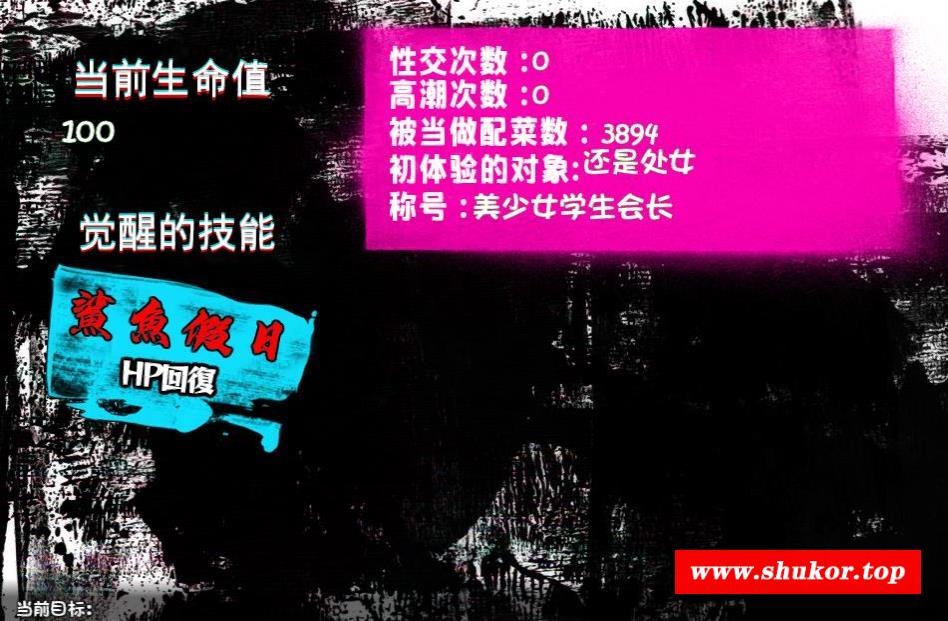 当前生命值
100
觉醒的技能
鯊魚假日
HP回復
性交次数 :0
高潮次数 :0
被当做配菜数 : 3894
初体验的对象:还是处女
称号 :美少女学生会长
www.shukor.top
当前目标: